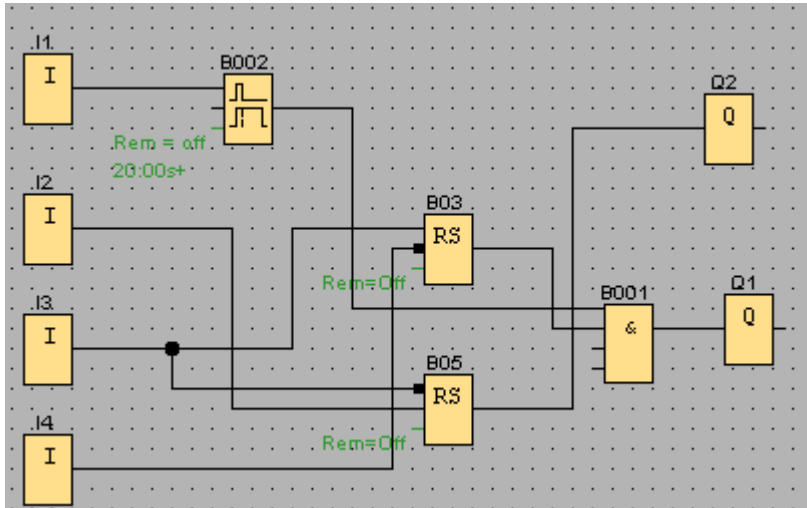 I1
I
B002
Rem = off
20:00s+
Q2
Q
I2
I
B03
RS
Rem=Off
I3
I
B001
&
Q1
Q
B05
RS
Rem=Off
I4
I